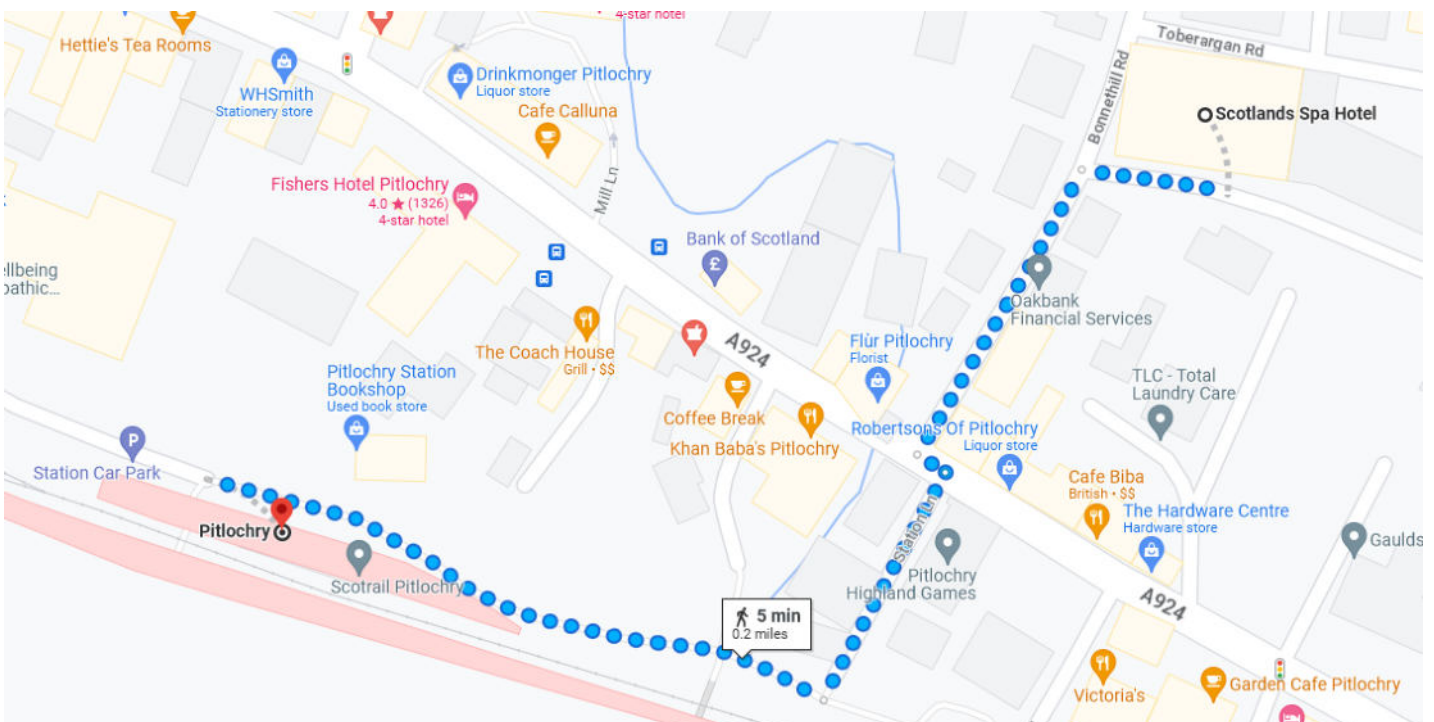 4-star hotel
Hettie's Tea Rooms
Toberargan Rd
Bonnethill Rd
Drinkmonger Pitlochry
Liquor store
WHSmith
Stationery store
Cafe Calluna
Scotlands Spa Hotel
Fishers Hotel Pitlochry
4.0 ★ (1326)
4-star hotel
Mill Ln
Bank of Scotland
£
ellbeing
pathic...
Oakbank
Financial Services
A924
The Coach House
Grill • $$
Flùr Pitlochry
Florist
Pitlochry Station
Bookshop
Used book store
TLC - Total
Laundry Care
Coffee Break
Khan Baba's Pitlochry
Robertsons Of Pitlochry
Liquor store
P
Station Car Park
Cafe Biba
British • $$
The Hardware Centre
Hardware store
Pitlochry
Station Ln
Gaulds
Scotrail Pitlochry
Pitlochry
Highland Games
A924
5 min
0.2 miles
Victoria's
Garden Cafe Pitlochry